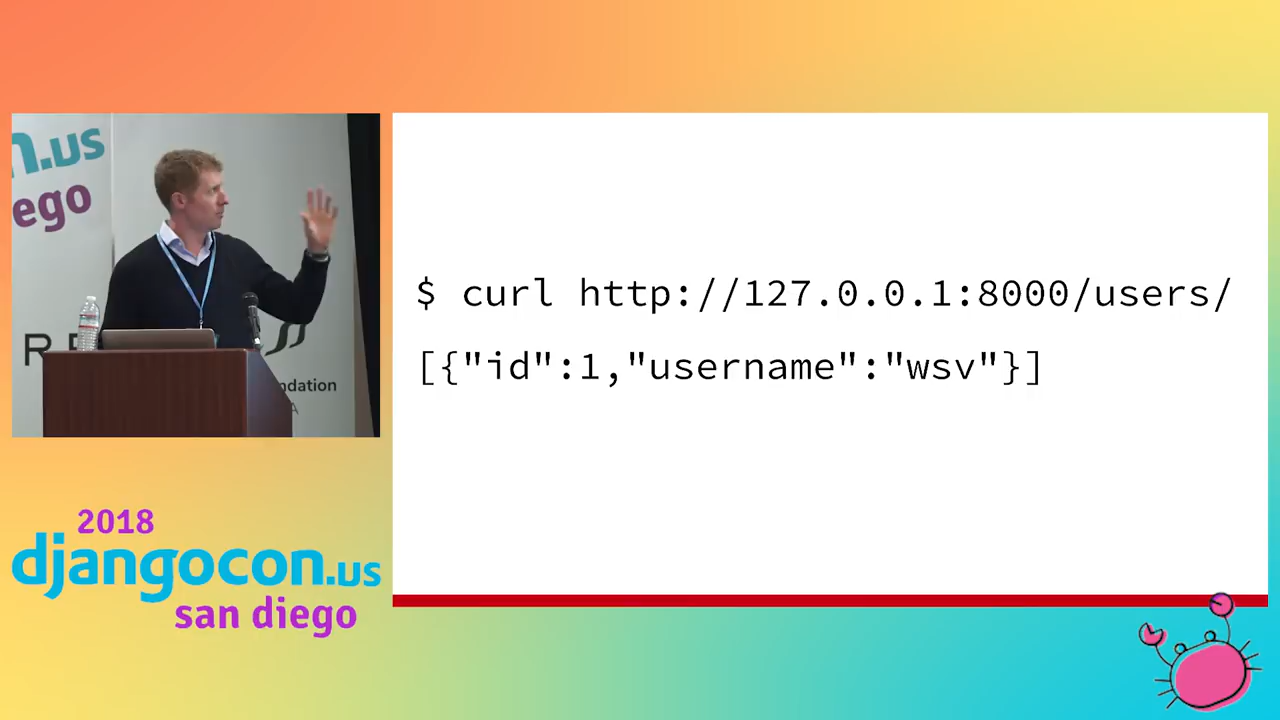 n.us
ego
R
ndation
A
$ curl http://127.0.0.1:8000/users/
[{"id":1,"username":"wsv"}]
2018
djangocon.us
san diego